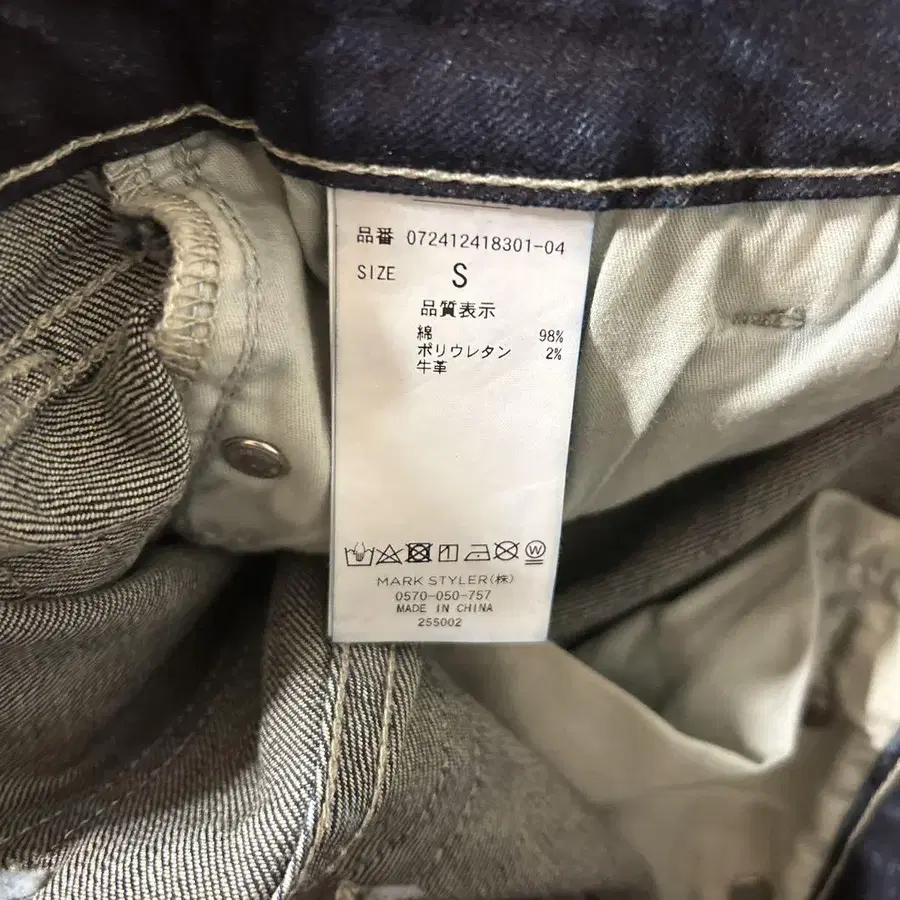 品番 072412418301-04
SIZE S
品質表示
綿 98%
ポリウレタン 2%
牛革
W
MARK STYLER(株)
0570-050-757
MADE IN CHINA
255002